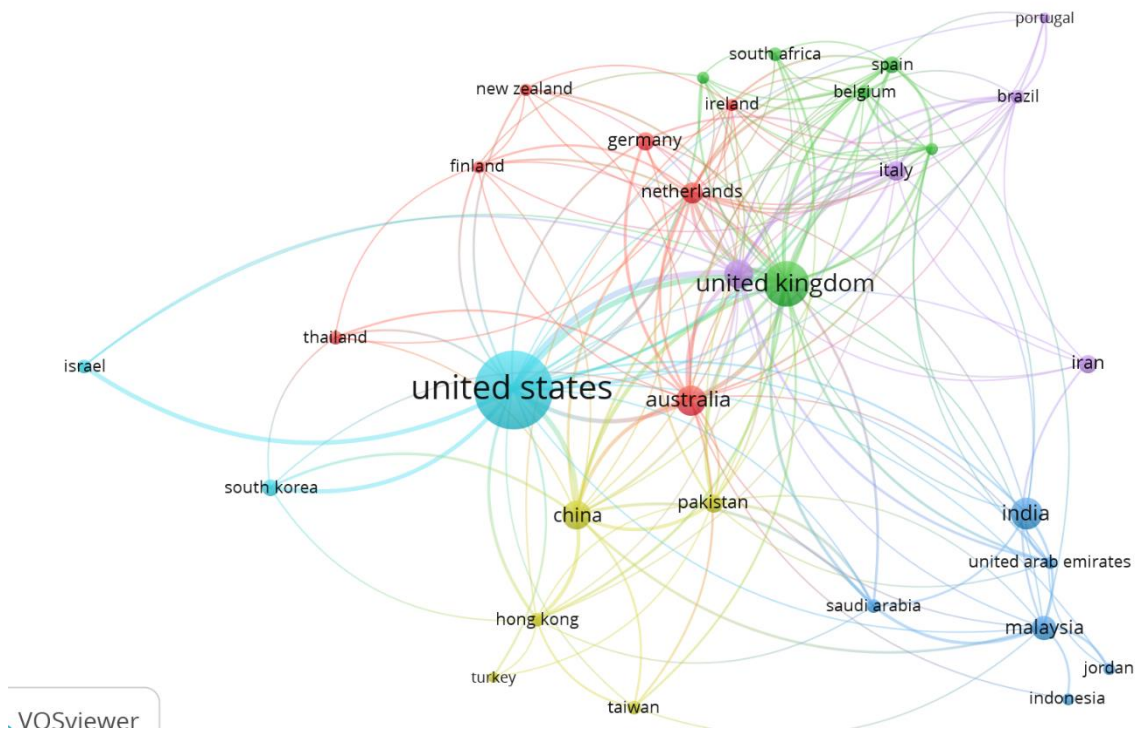 portugal
south africa
spain
new zealand
belgium
brazil
ireland
germany
finland
italy
netherlands
united kingdom
thailand
israel
iran
united states
australia
south korea
pakistan
china
india
united arab emirates
saudi arabia
hong kong
malaysia
jordan
turkey
indonesia
taiwan
VOSviewer